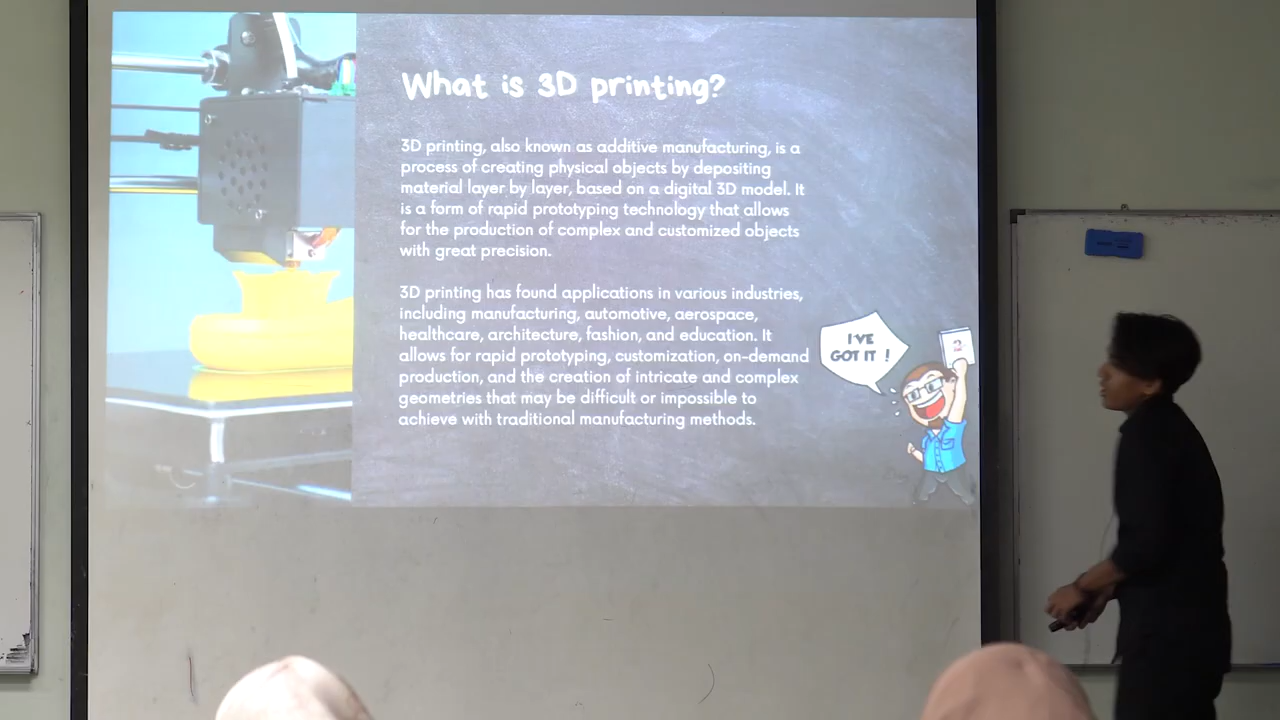 What is 3D printing?
3D printing, also known as additive manufacturing, is a
process of creating physical objects by depositing
material layer by layer, based on a digital 3D model. It
is a form of rapid prototyping technology that allows
for the production of complex and customized objects
with great precision.
3D printing has found applications in various industries,
including manufacturing, automotive, aerospace,
healthcare, architecture, fashion, and education. It
allows for rapid prototyping, customization, on-demand
production, and the creation of intricate and complex
geometries that may be difficult or impossible to
achieve with traditional manufacturing methods.
I'VE
GOT IT !